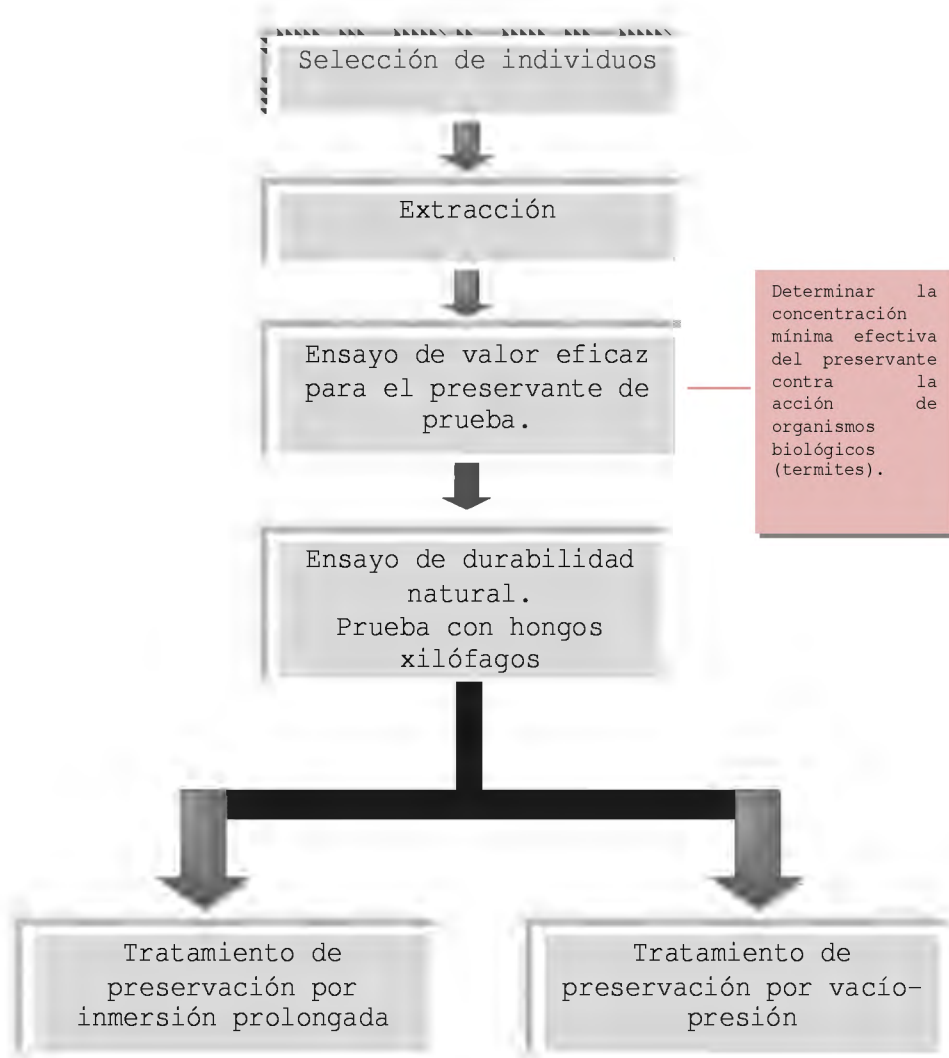 Selección de individuos
Extracción
Ensayo de valor eficaz
para el preservante de
prueba.
Determinar la
concentración
mínima efectiva
del preservante
contra la
acción de
organismos
biológicos
(termites).
Ensayo de durabilidad
natural.
Prueba con hongos
xilófagos
Tratamiento de
preservación por
inmersión prolongada
Tratamiento de
preservación por vacío-
presión